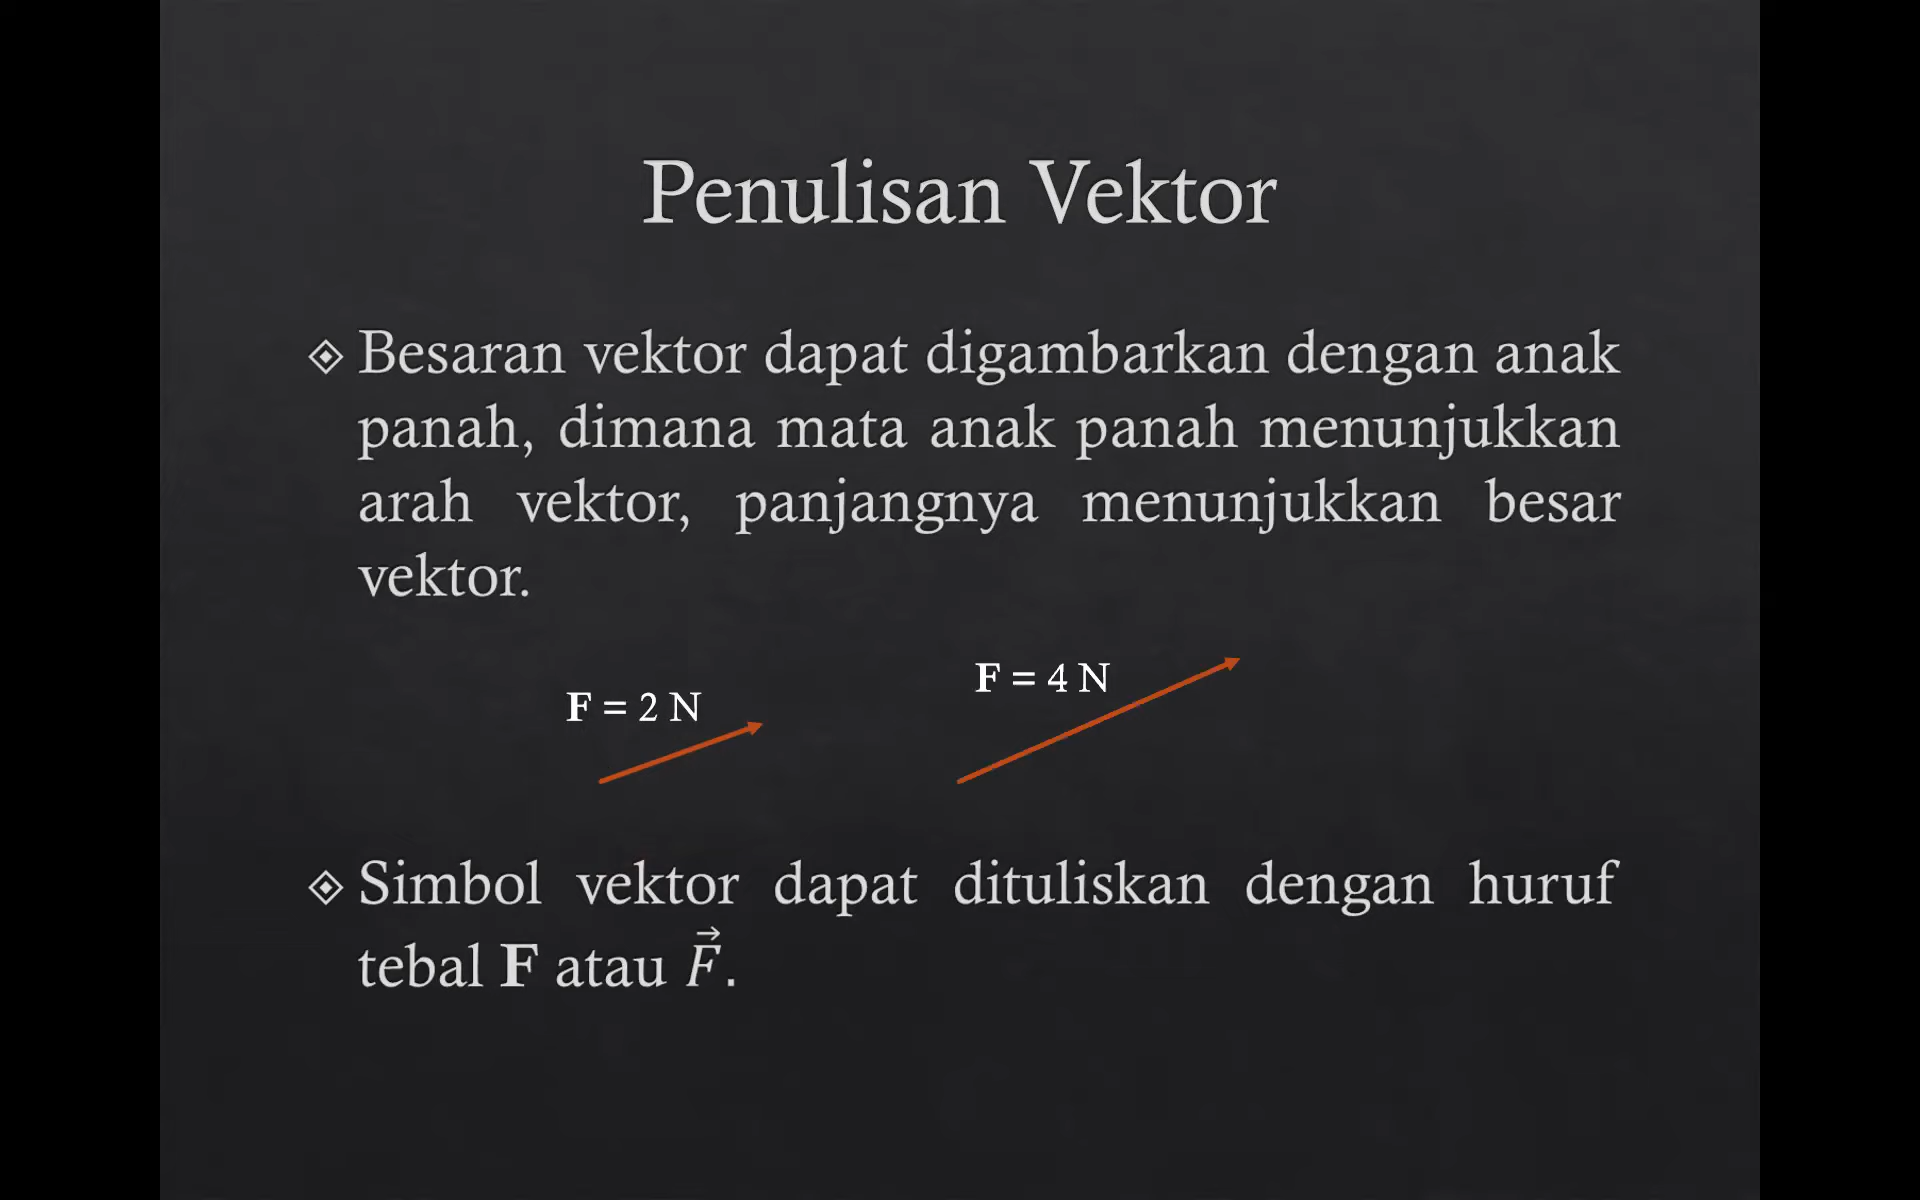 Penulisan Vektor
Besaran vektor dapat digambarkan dengan anak
panah, dimana mata anak panah menunjukkan
arah vektor, panjangnya menunjukkan besar
vektor.
F = 2 N
F = 4 N
Simbol vektor dapat dituliskan dengan huruf
tebal F atau F⃗.